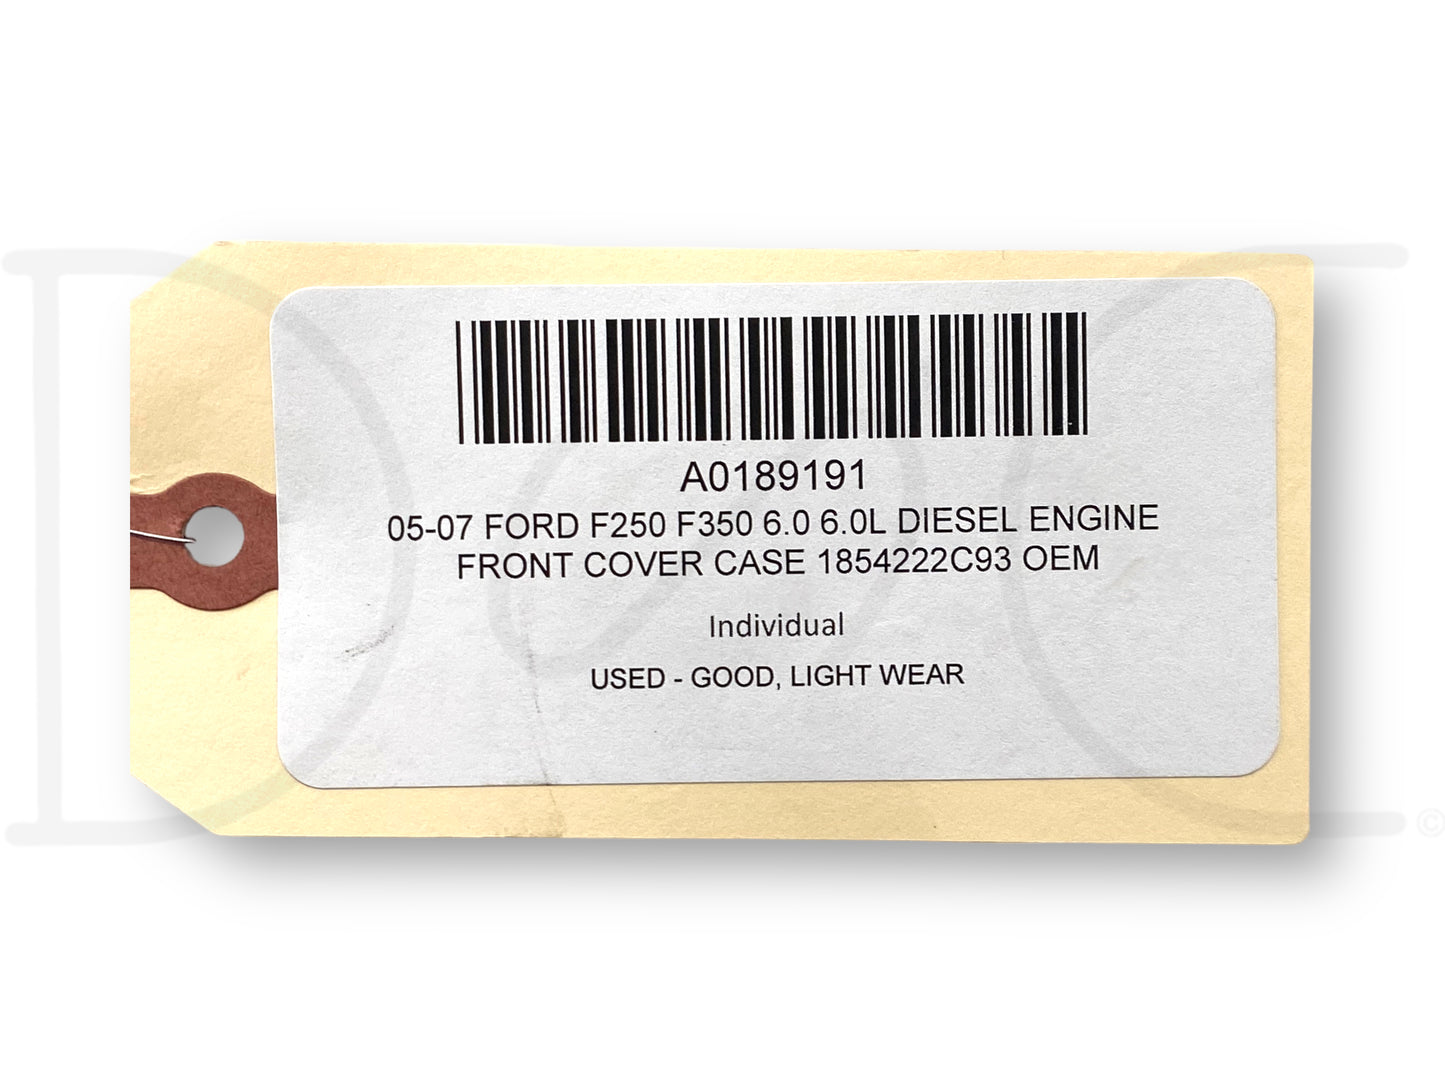 A0189191
05-07 FORD F250 F350 6.0 6.0L DIESEL ENGINE
FRONT COVER CASE 1854222C93 OEM
Individual
USED - GOOD, LIGHT WEAR
©